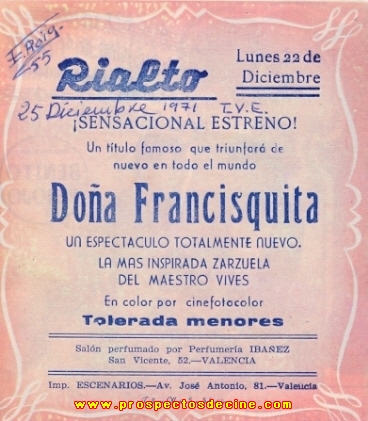 F. Roig
55
Rialto
Lunes 22 de
Diciembre
25 Diciembre 1971 T.V.E.
¡SENSACIONAL ESTRENO!
Un título famoso que triunfará de
nuevo en todo el mundo
Doña Francisquita
UN ESPECTACULO TOTALMENTE NUEVO.
LA MAS INSPIRADA ZARZUELA
DEL MAESTRO VIVES
En color por cinefotocolor
Tolerada menores
Salón perfumado por Perfumería IBAÑEZ
San Vicente, 52.—VALENCIA
Imp. ESCENARIOS.—Av. José Antonio, 81.—Valencia
www.prospectosdecine.com